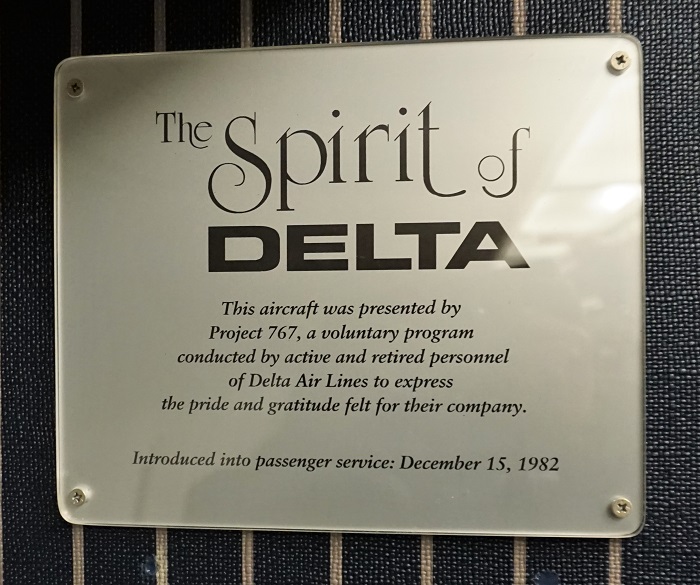 The Spirit of
DELTA
This aircraft was presented by
Project 767, a voluntary program
conducted by active and retired personnel
of Delta Air Lines to express
the pride and gratitude felt for their company.
Introduced into passenger service: December 15, 1982